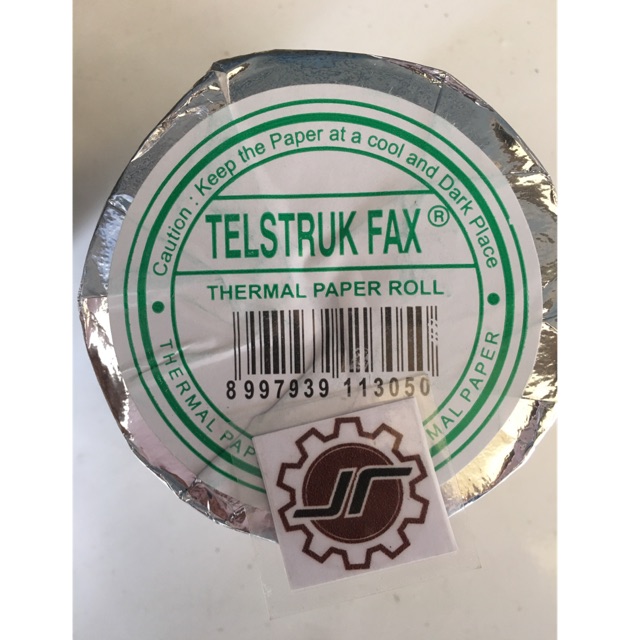 Caution : Keep the Paper at a cool and Dark Place
TELSTRUK FAX ®
THERMAL PAPER ROLL
8 997939 113050
THERMAL PAP
MAL PAPER